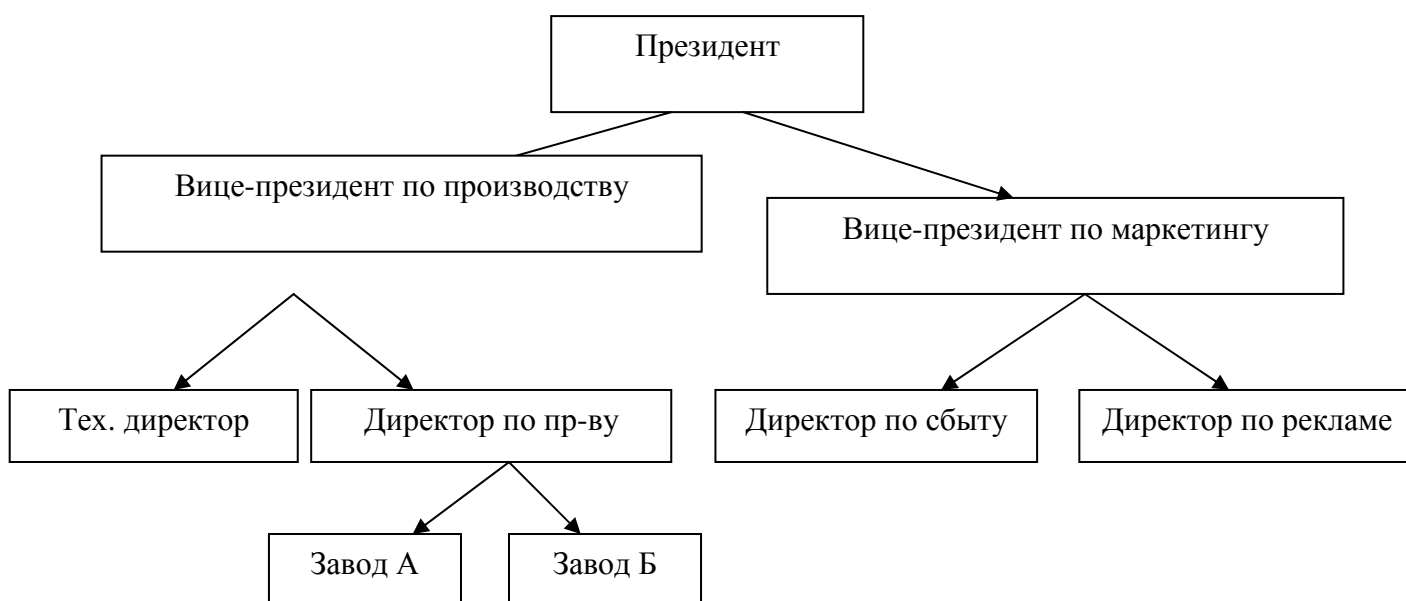 Президент
Вице-президент по производству
Вице-президент по маркетингу
Тех. директор
Директор по пр-ву
Директор по сбыту
Директор по рекламе
Завод А
Завод Б